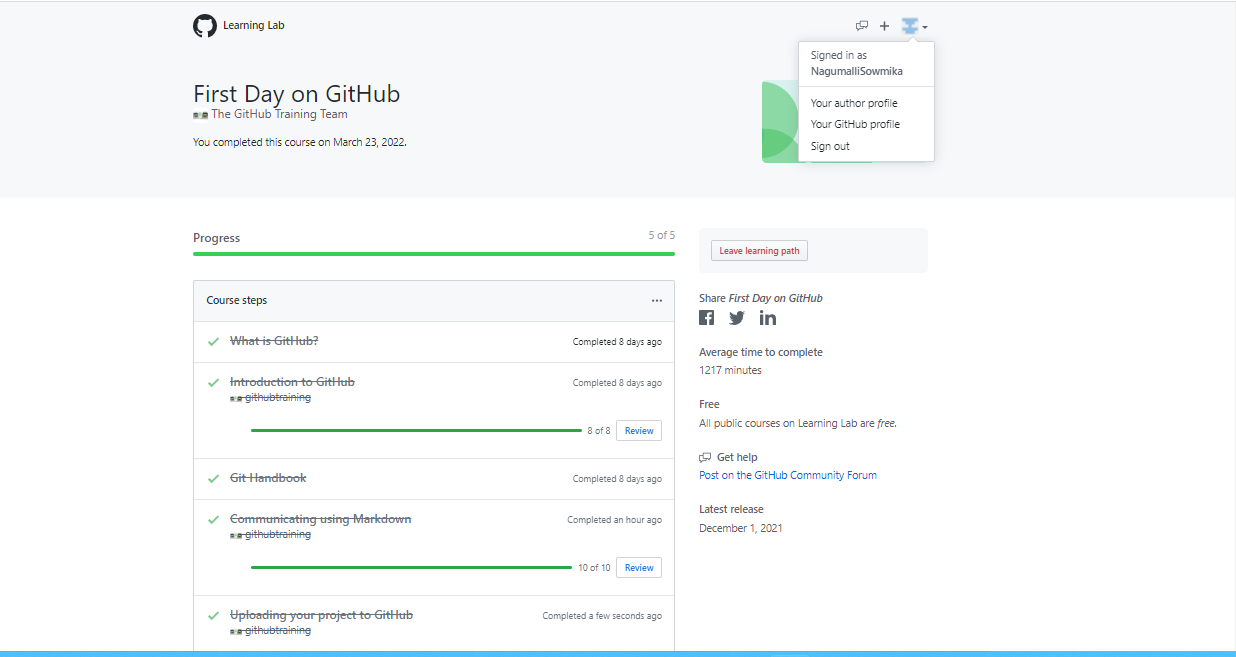 Learning Lab
Signed in as
NagumalliSowmika
Your author profile
Your GitHub profile
Sign out
First Day on GitHub
The GitHub Training Team
You completed this course on March 23, 2022.
Progress
5 of 5
Course steps
What is GitHub?
Completed 8 days ago
Introduction to GitHub
Completed 8 days ago
githubtraining
8 of 8
Review
Git Handbook
Completed 8 days ago
Communicating using Markdown
Completed an hour ago
githubtraining
10 of 10
Review
Uploading your project to GitHub
Completed a few seconds ago
githubtraining
Leave learning path
Share First Day on GitHub
Average time to complete
1217 minutes
Free
All public courses on Learning Lab are free.
Get help
Post on the GitHub Community Forum
Latest release
December 1, 2021